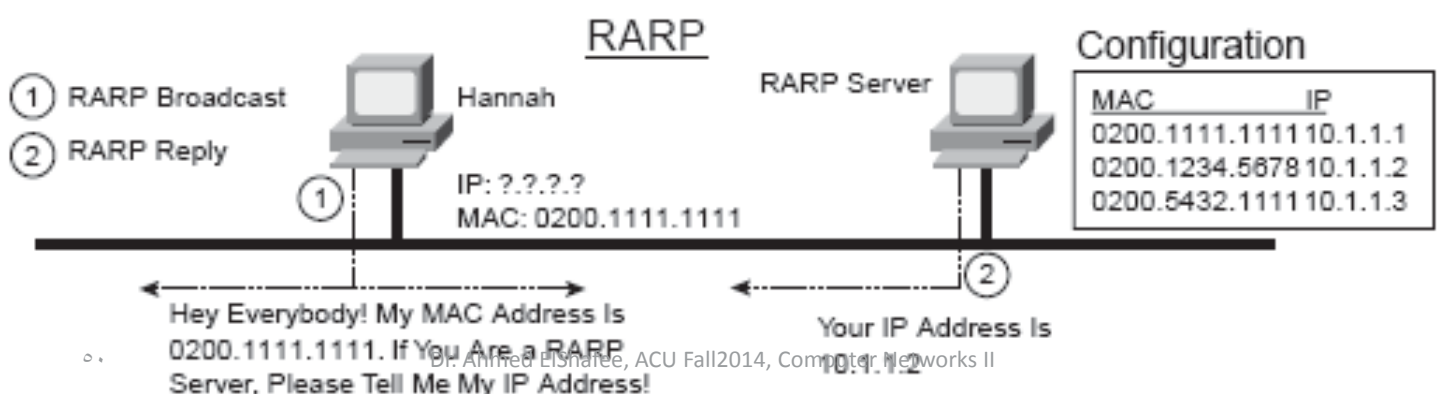 RARP
Configuration
① RARP Broadcast
② RARP Reply
Hannah
RARP Server
MAC IP
0200.1111.1111 10.1.1.1
0200.1234.5678 10.1.1.2
0200.5432.1111 10.1.1.3
①
IP: ?.?.?.?
MAC: 0200.1111.1111
②
Hey Everybody! My MAC Address Is
0200.1111.1111. If You Are a RARP
Server, Please Tell Me My IP Address!
Your IP Address Is
10.1.1.2
Dr. Ahmed ElShafee, ACU Fall2014, Computer Networks II